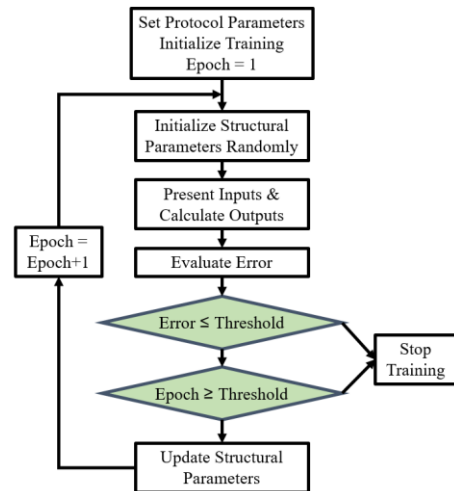 Set Protocol Parameters
Initialize Training
Epoch = 1
Initialize Structural
Parameters Randomly
Present Inputs &
Calculate Outputs
Epoch =
Epoch+1
Evaluate Error
Error ≤ Threshold
Stop
Training
Epoch ≥ Threshold
Update Structural
Parameters